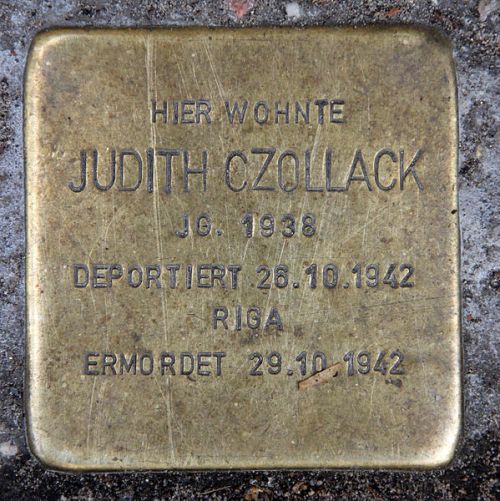 HIER WOHNTE
JUDITH CZOLLACK
JG. 1938
DEPORTIERT 26.10.1942
RIGA
ERMORDET 29.10.1942